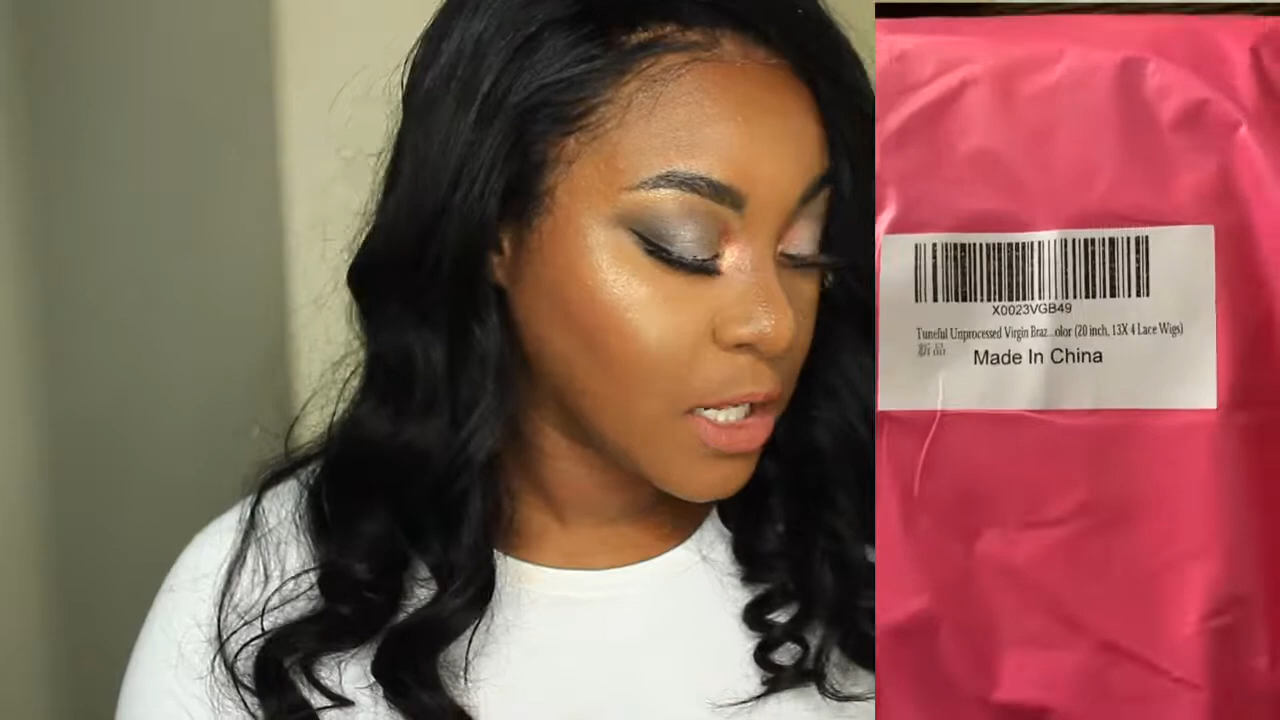 X0023VGB49
Tuneful Unprocessed Virgin Braz...olor (20 inch, 13X 4 Lace Wigs)
新品
Made In China